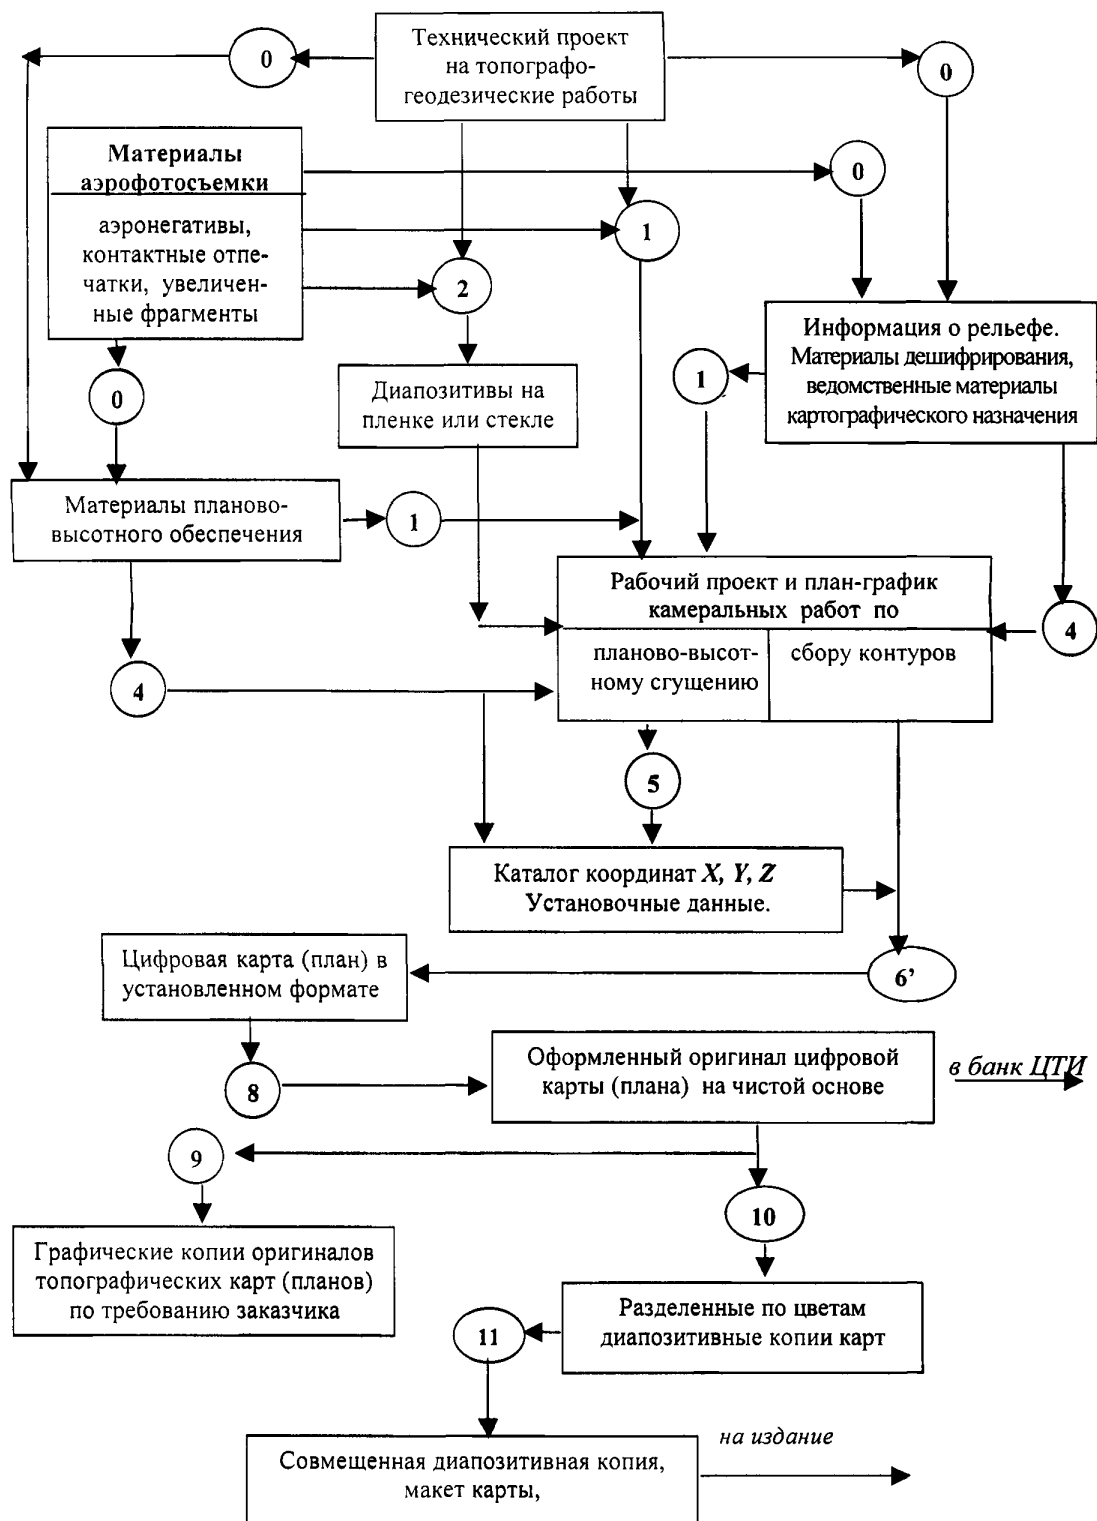 Технический проект
на топографо-
геодезические работы
0
0
Материалы
аэрофотосъемки
аэронегативы,
контактные отпе-
чатки, увеличен-
ные фрагменты
0
1
2
Информация о рельефе.
Материалы дешифрирования,
ведомственные материалы
картографического назначения
1
0
Диапозитивы на
пленке или стекле
Материалы планово-
высотного обеспечения
1
Рабочий проект и план-график
камеральных работ по
планово-высот-
ному сгущению
сбору контуров
4
4
5
Каталог координат X, Y, Z
Установочные данные.
Цифровая карта (план) в
установленном формате
6’
8
Оформленный оригинал цифровой
карты (плана) на чистой основе
в банк ЦТИ
9
10
Графические копии оригиналов
топографических карт (планов)
по требованию заказчика
Разделенные по цветам
диапозитивные копии карт
11
Совмещенная диапозитивная копия,
макет карты,
на издание